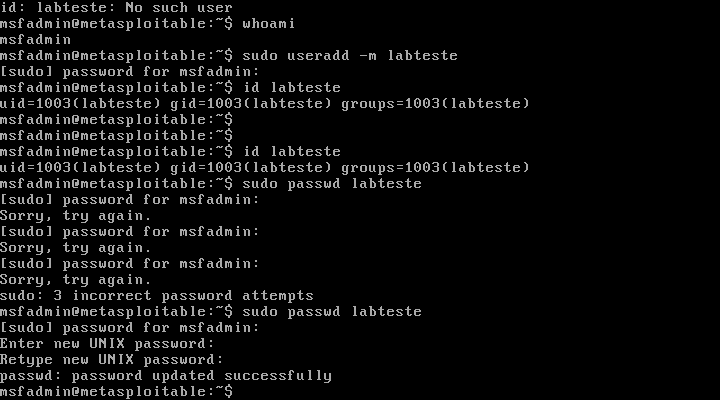 id: labteste: No such user
msfadmin@metasploitable:~$ whoami
msfadmin
msfadmin@metasploitable:~$ sudo useradd -m labteste
[sudo] password for msfadmin:
msfadmin@metasploitable:~$ id labteste
uid=1003(labteste) gid=1003(labteste) groups=1003(labteste)
msfadmin@metasploitable:~$
msfadmin@metasploitable:~$
msfadmin@metasploitable:~$ id labteste
uid=1003(labteste) gid=1003(labteste) groups=1003(labteste)
msfadmin@metasploitable:~$ sudo passwd labteste
[sudo] password for msfadmin:
Sorry, try again.
[sudo] password for msfadmin:
Sorry, try again.
[sudo] password for msfadmin:
Sorry, try again.
sudo: 3 incorrect password attempts
msfadmin@metasploitable:~$ sudo passwd labteste
[sudo] password for msfadmin:
Enter new UNIX password:
Retype new UNIX password:
passwd: password updated successfully
msfadmin@metasploitable:~$